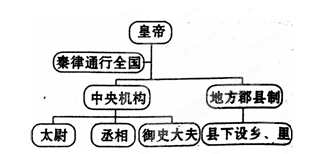 皇帝
秦律通行全国
中央机构 地方郡县制
太尉 丞相 御史大夫 县下设乡、里